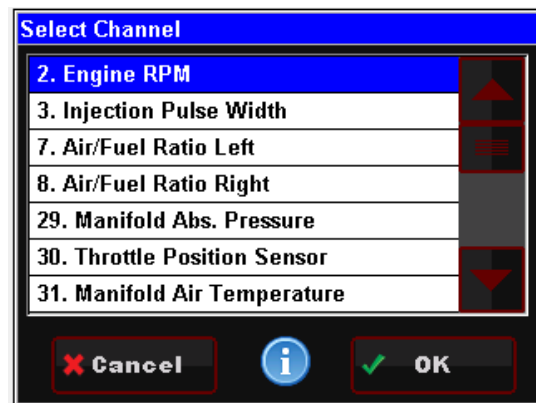 Select Channel
2. Engine RPM
3. Injection Pulse Width
7. Air/Fuel Ratio Left
8. Air/Fuel Ratio Right
29. Manifold Abs. Pressure
30. Throttle Position Sensor
31. Manifold Air Temperature
Cancel i OK